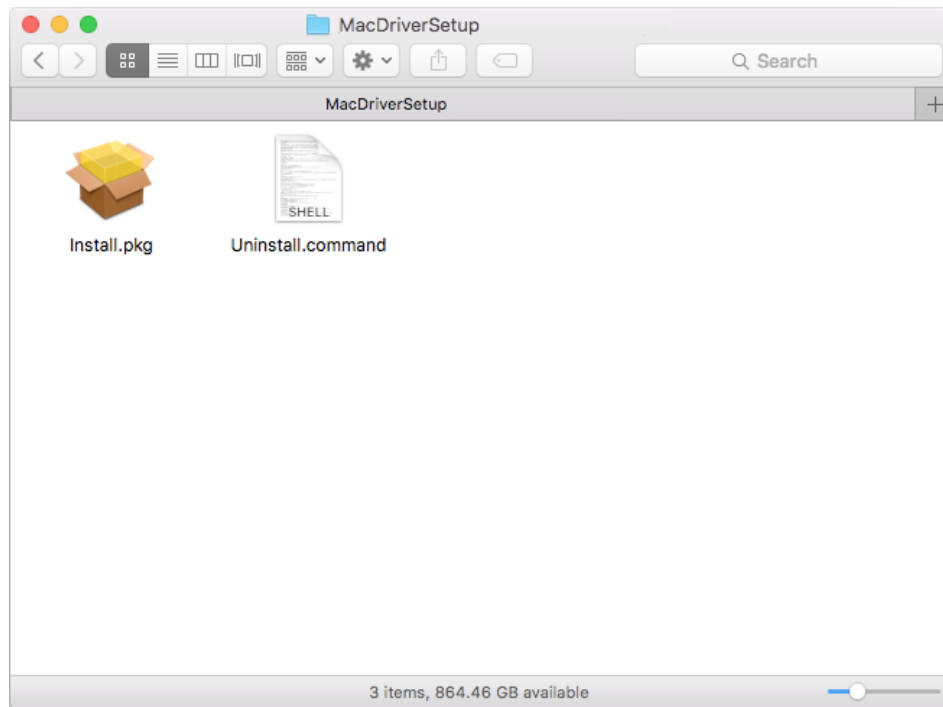 MacDriverSetup
Search
MacDriverSetup
SHELL
Install.pkg
Uninstall.command
3 items, 864.46 GB available